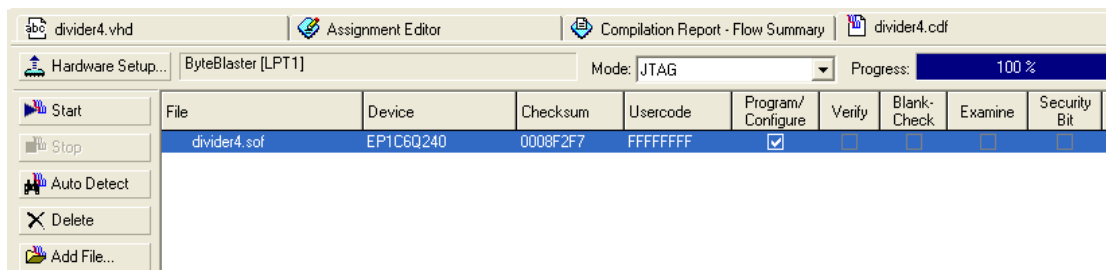 abc divider4.vhd Assignment Editor Compilation Report - Flow Summary divider4.cdf
Hardware Setup... ByteBlaster [LPT1] Mode: JTAG Progress: 100 %
Start File Device Checksum Usercode Program/ Configure Verify Blank- Check Examine Security Bit
Stop divider4.sof EP1C6Q240 0008F2F7 FFFFFFFF
Auto Detect
Delete
Add File...